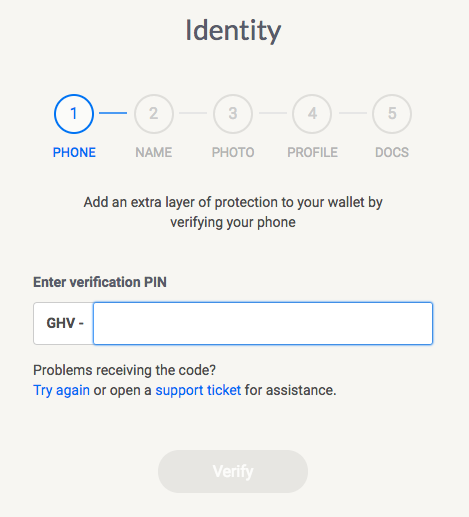 Identity
1 2 3 4 5
PHONE NAME PHOTO PROFILE DOCS
Add an extra layer of protection to your wallet by
verifying your phone
Enter verification PIN
GHV -
Problems receiving the code?
Try again or open a support ticket for assistance.
Verify